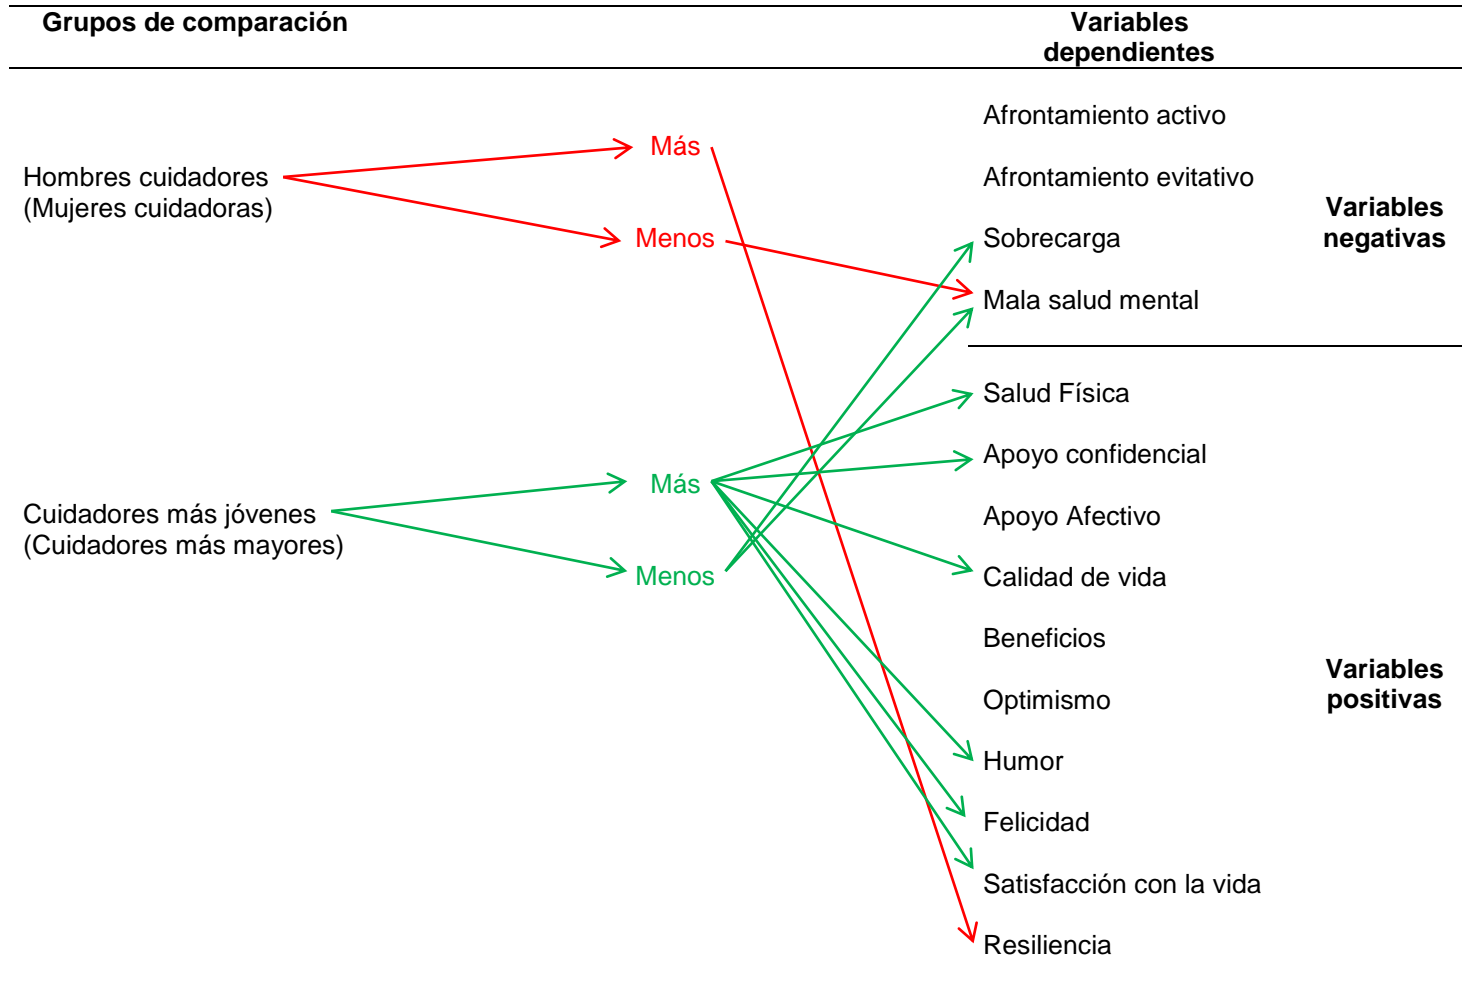 Grupos de comparación
Variables
dependientes
Hombres cuidadores
(Mujeres cuidadoras)
Más
Menos
Cuidadores más jóvenes
(Cuidadores más mayores)
Más
Menos
Afrontamiento activo
Afrontamiento evitativo
Sobrecarga
Mala salud mental
Variables
negativas
Salud Física
Apoyo confidencial
Apoyo Afectivo
Calidad de vida
Beneficios
Optimismo
Humor
Felicidad
Satisfacción con la vida
Resiliencia
Variables
positivas